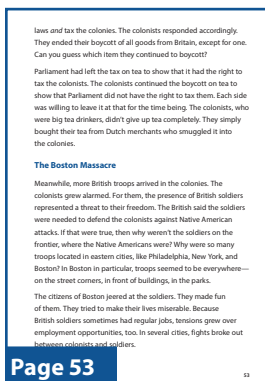 laws and tax the colonies. The colonists responded accordingly.
They ended their boycott of all goods from Britain, except for one.
Can you guess which item they continued to boycott?
Parliament had left the tax on tea to show that it had the right to
tax the colonists. The colonists continued the boycott on tea to
show that Parliament did not have the right to tax them. Each side
was willing to leave it at that for the time being. The colonists, who
were big tea drinkers, didn't give up tea completely. They simply
bought their tea from Dutch merchants who smuggled it into
the colonies.
The Boston Massacre
Meanwhile, more British troops arrived in the colonies. The
colonists grew alarmed. For them, the presence of British soldiers
represented a threat to their freedom. The British said the soldiers
were needed to defend the colonists against Native American
attacks. If that were true, then why weren't the soldiers on the
frontier, where the Native Americans were? Why were so many
troops located in eastern cities, like Philadelphia, New York, and
Boston? In Boston in particular, troops seemed to be everywhere—
on the street corners, in front of buildings, in the parks.
The citizens of Boston jeered at the soldiers. They made fun
of them. They tried to make their lives miserable. Because
British soldiers sometimes had regular jobs, tensions grew over
employment opportunities, too. In several cities, fights broke out
between colonists and soldiers.
Page 53
53